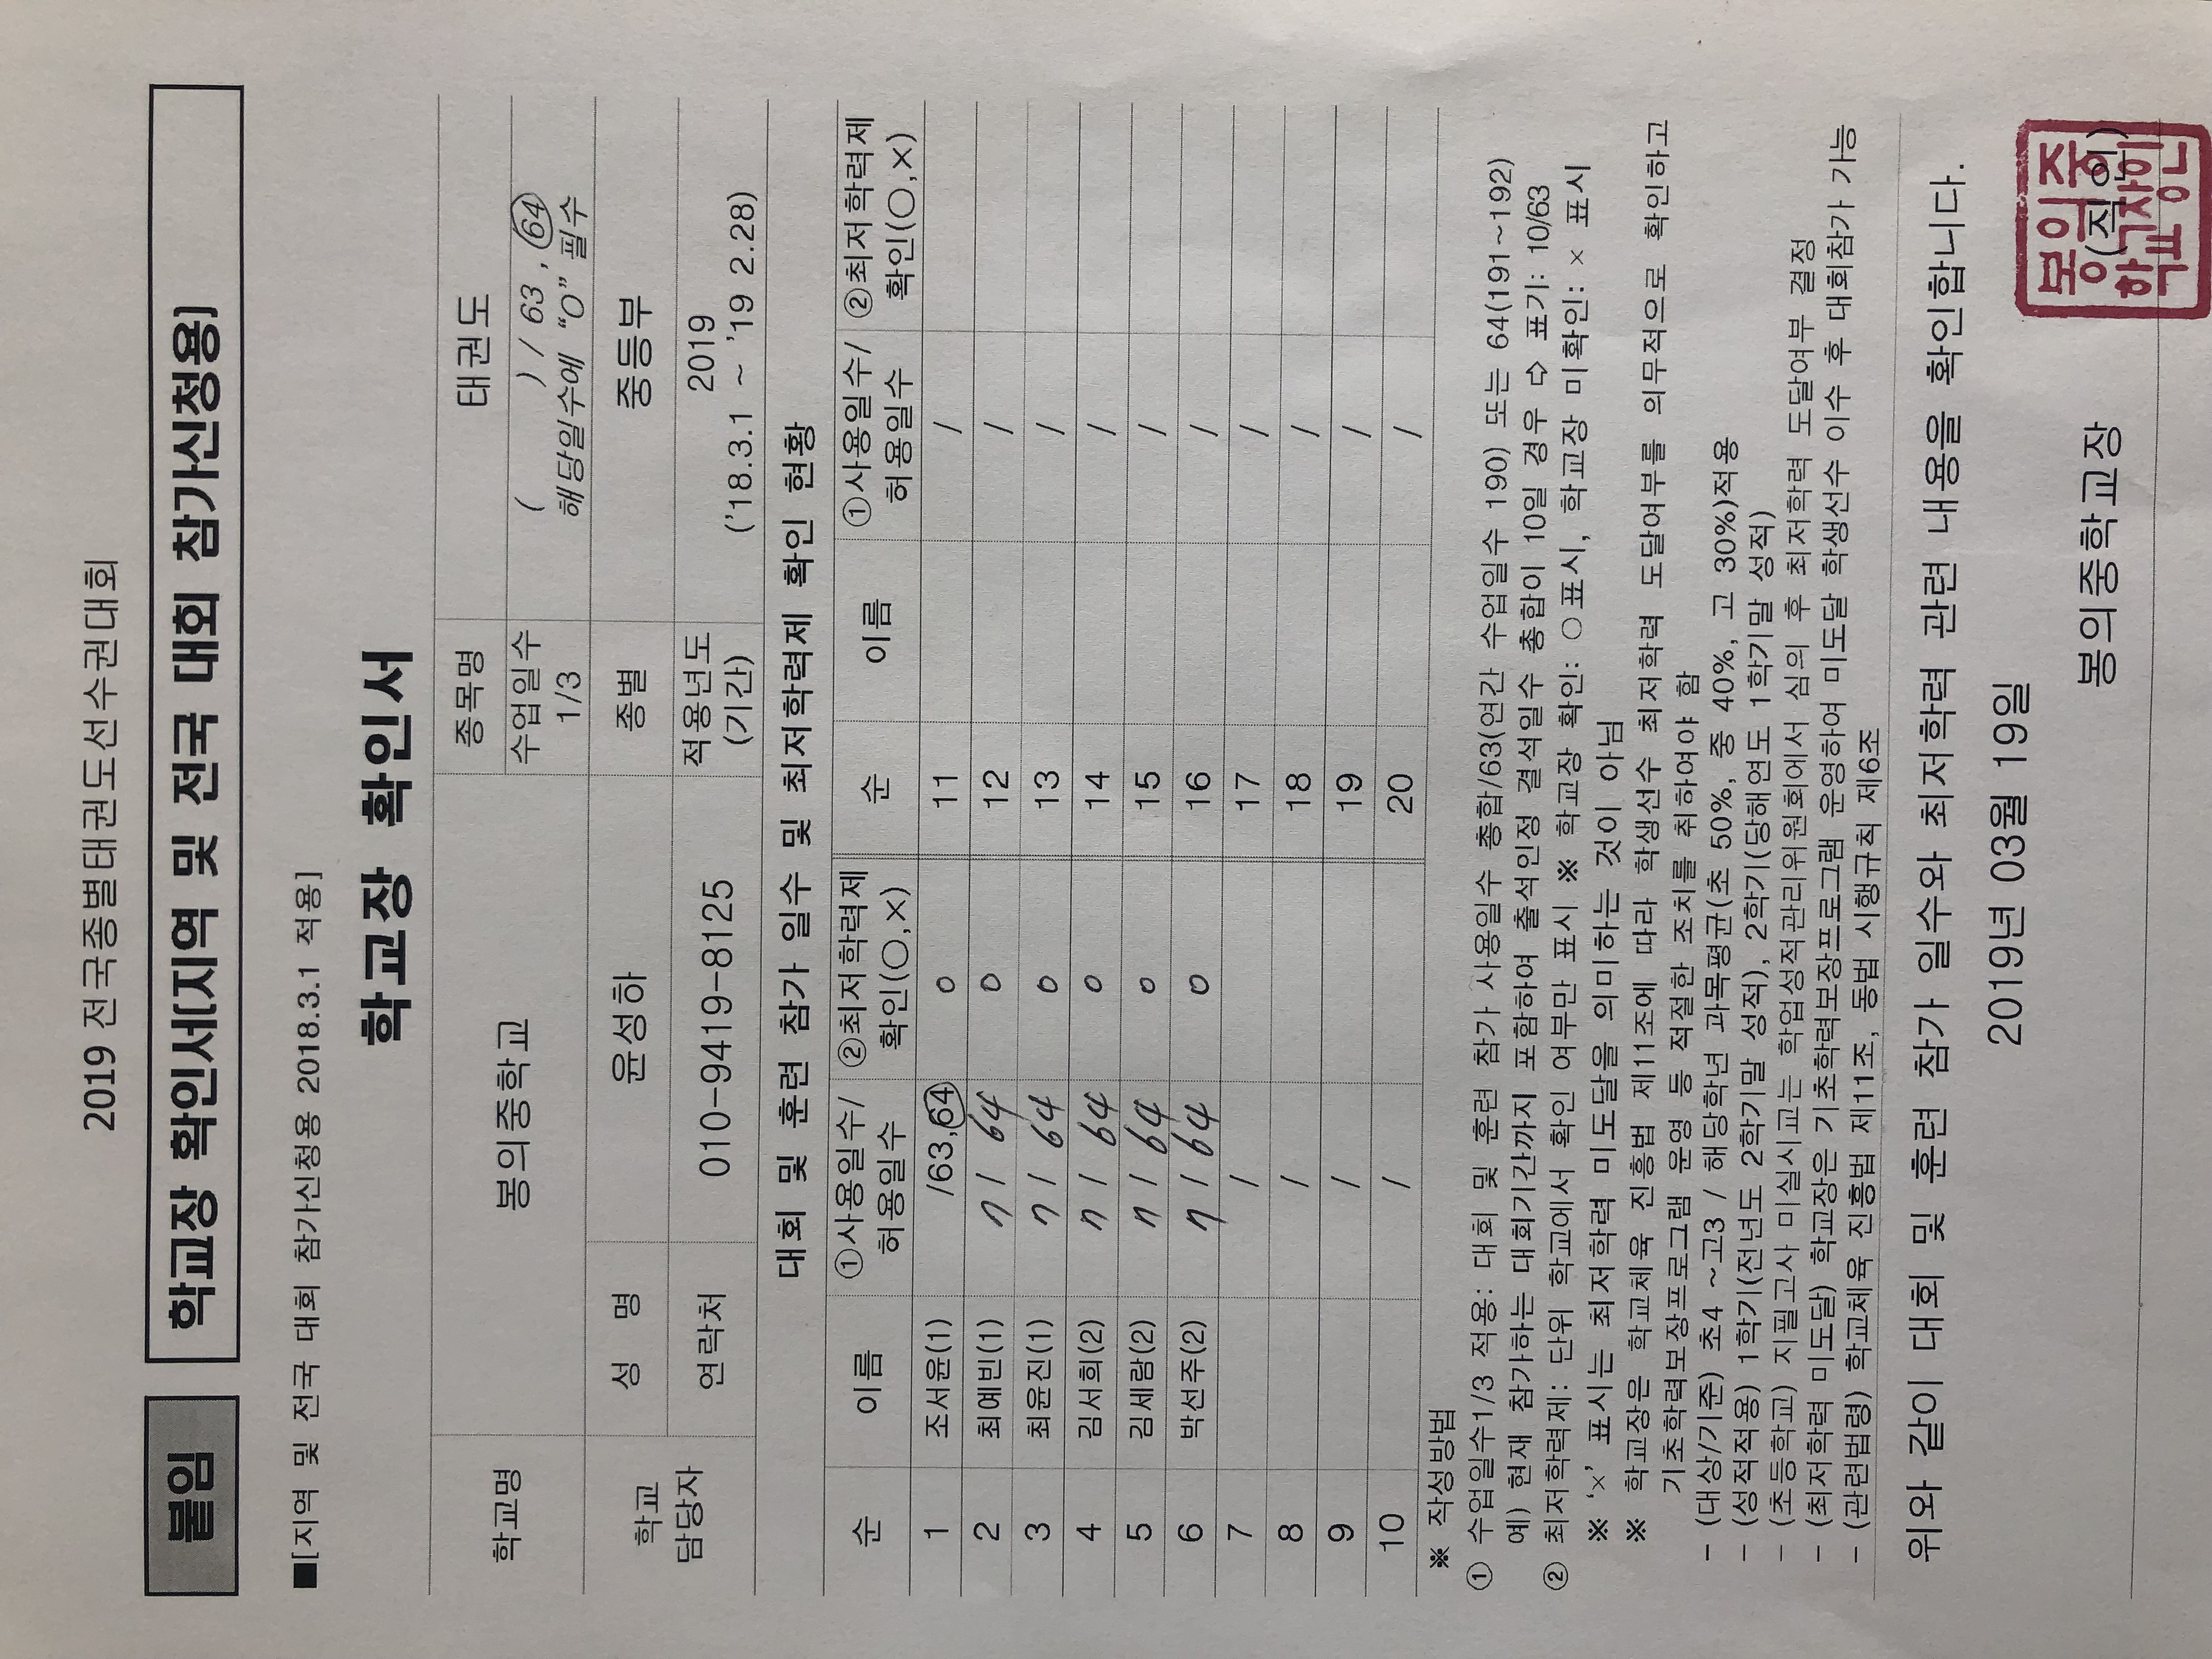 2019 전국종별태권도선수권대회
붙임 학교장 확인서(지역 및 전국 대회 참가신청용)
■[지역 및 전국 대회 참가신청용 2018.3.1 적용]
학교장 확인서
학교명 봉의중학교 종목명 태권도
수업일수 1/3 ( ) / 63 , 64 해당일수에 “O” 필수
학교 담당자 성 명 윤성하 종별 중등부
연락처 010-9419-8125 적용년도 (기간) 2019 ('18.3.1 ~ '19 2.28)
대회 및 훈련 참가 일수 및 최저학력제 확인 현황
순 이름 ①사용일수/허용일수 ②최저학력제 확인(○,×) 순 이름 ①사용일수/허용일수 ②최저학력제 확인(○,×)
1 조서윤(1) /63,64 o 11 /
2 최예빈(1) 7 / 64 o 12 /
3 최윤진(1) 7 / 64 o 13 /
4 김서희(2) 7 / 64 o 14 /
5 김세람(2) 7 / 64 o 15 /
6 박선주(2) 7 / 64 o 16 /
7 / 17 /
8 / 18 /
9 / 19 /
10 / 20 /
※ 작성방법
① 수업일수1/3 적용: 대회 및 훈련 참가 사용일수 총합/63(연간 수업일수 190) 또는 64(191~192)
예) 현재 참가하는 대회기간까지 포함하여 출석인정 결석일수 총합이 10일 경우 ⇨ 표기: 10/63
② 최저학력제: 단위 학교에서 확인 여부만 표시 ※ 학교장 확인: ○표시, 학교장 미확인: × 표시
※ ‘×’ 표시는 최저학력 미도달을 의미하는 것이 아님
※ 학교장은 학교체육 진흥법 제11조에 따라 학생선수 최저학력 도달여부를 의무적으로 확인하고
기초학력보장프로그램 운영 등 적절한 조치를 취하여야 함
- (대상/기준) 초4 ~고3 / 해당학년 과목평균(초 50%, 중 40%, 고 30%)적용
- (성적적용) 1학기(전년도 2학기말 성적), 2학기(당해연도 1학기말 성적)
- (초등학교) 지필고사 미실시교는 학업성적관리위원회에서 심의 후 최저학력 도달여부 결정
- (최저학력 미도달) 학교장은 기초학력보장프로그램 운영하여 미도달 학생선수 이수 후 대회참가 가능
- (관련법령) 학교체육 진흥법 제11조, 동법 시행규칙 제6조
위와 같이 대회 및 훈련 참가 일수와 최저학력 관련 내용을 확인합니다.
2019년 03월 19일
봉의중학교장 (직인)
봉의중학교장인